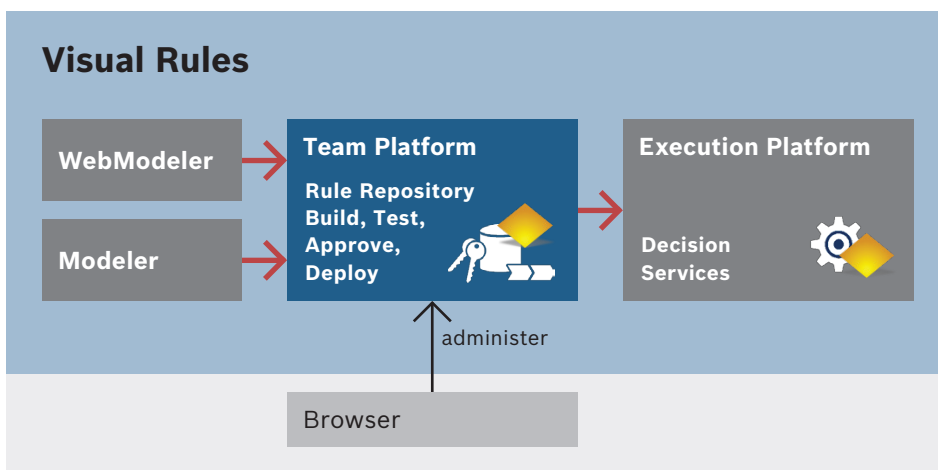 Visual Rules
WebModeler
Modeler
Team Platform
Rule Repository
Build, Test,
Approve,
Deploy
Execution Platform
Decision
Services
administer
Browser